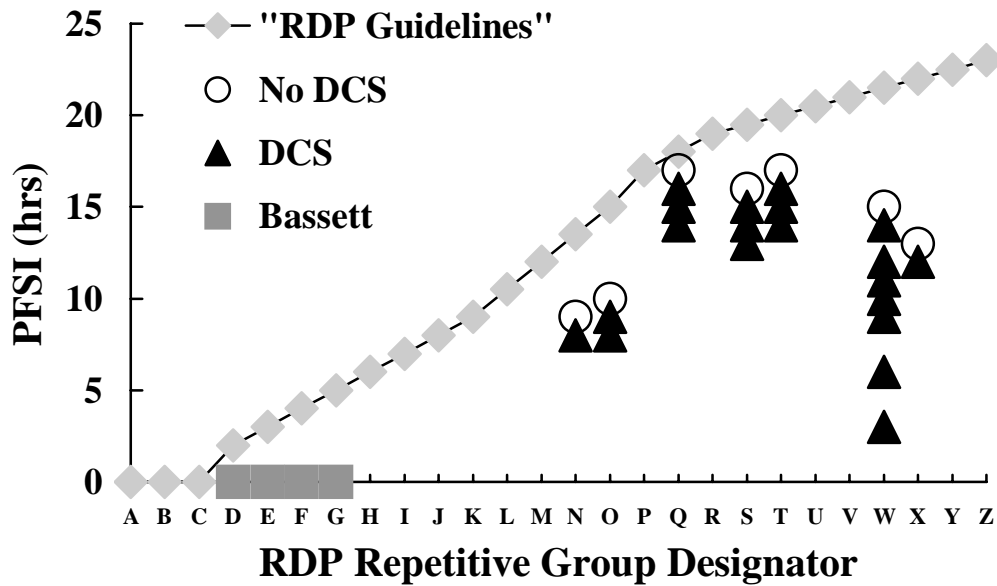 25
20
15
10
5
0
PFSI (hrs)
"RDP Guidelines"
No DCS
DCS
Bassett
A B C D E F G H I J K L M N O P Q R S T U V W X Y Z
RDP Repetitive Group Designator